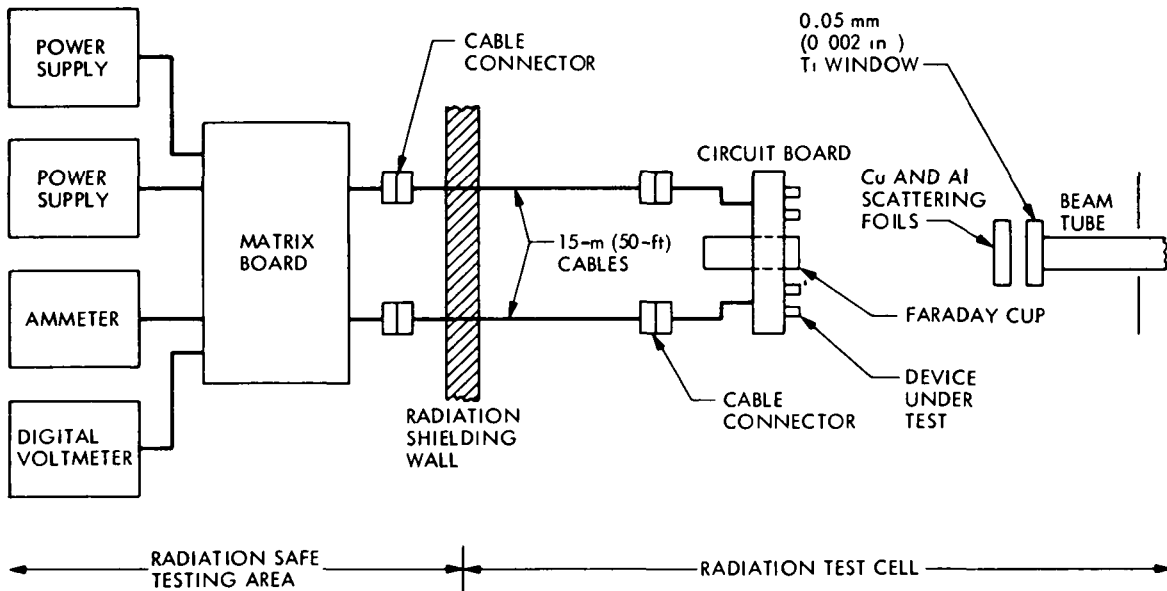 POWER
SUPPLY
POWER
SUPPLY
AMMETER
DIGITAL
VOLTMETER
MATRIX
BOARD
CABLE
CONNECTOR
RADIATION
SHIELDING
WALL
15-m (50-ft)
CABLES
CABLE
CONNECTOR
CIRCUIT BOARD
FARADAY CUP
DEVICE
UNDER
TEST
0.05 mm
(0 002 in )
Ti WINDOW
Cu AND Al
SCATTERING
FOILS
BEAM
TUBE
RADIATION SAFE
TESTING AREA
RADIATION TEST CELL